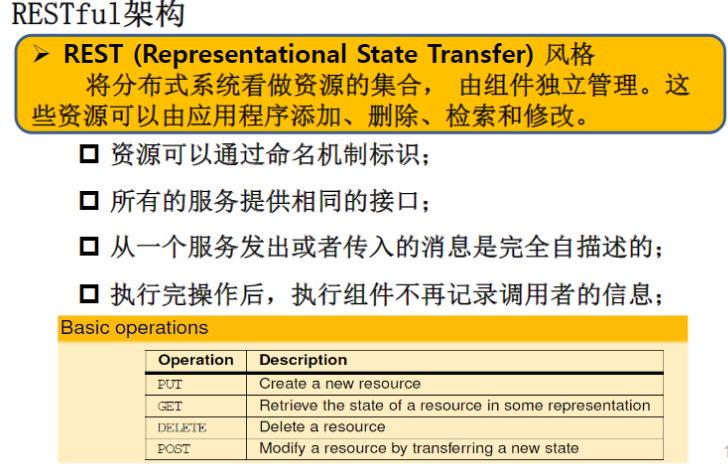 RESTful架构
➢ REST (Representational State Transfer) 风格
将分布式系统看做资源的集合， 由组件独立管理。这
些资源可以由应用程序添加、删除、检索和修改。
资源可以通过命名机制标识；
所有的服务提供相同的接口；
从一个服务发出或者传入的消息是完全自描述的；
执行完操作后，执行组件不再记录调用者的信息；
Basic operations
Operation Description
PUT Create a new resource
GET Retrieve the state of a resource in some representation
DELETE Delete a resource
POST Modify a resource by transferring a new state